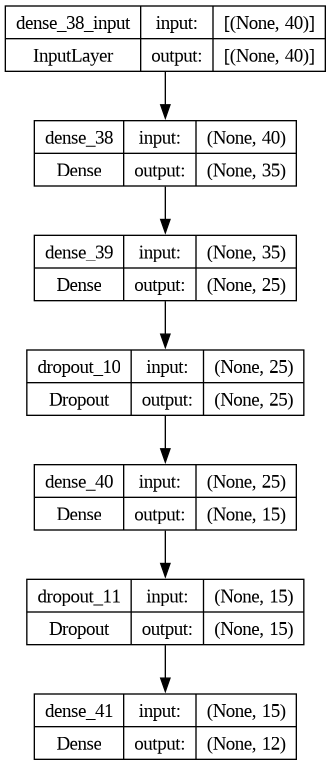 dense_38_input input: [(None, 40)]
InputLayer output: [(None, 40)]
dense_38 input: (None, 40)
Dense output: (None, 35)
dense_39 input: (None, 35)
Dense output: (None, 25)
dropout_10 input: (None, 25)
Dropout output: (None, 25)
dense_40 input: (None, 25)
Dense output: (None, 15)
dropout_11 input: (None, 15)
Dropout output: (None, 15)
dense_41 input: (None, 15)
Dense output: (None, 12)